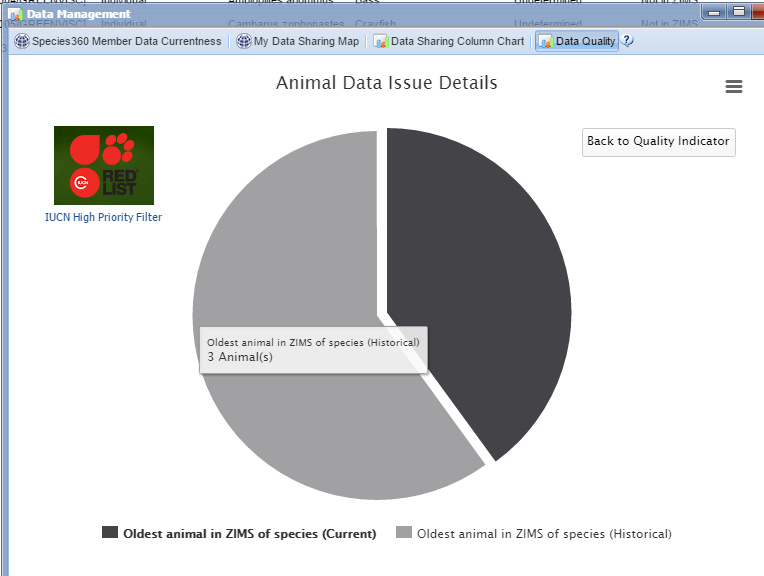 Data Management
Species360 Member Data Currentness
My Data Sharing Map
Data Sharing Column Chart
Data Quality
?
Animal Data Issue Details
IUCN
RED
LIST
IUCN High Priority Filter
Back to Quality Indicator
Oldest animal in ZIMS of species (Historical)
3 Animal(s)
Oldest animal in ZIMS of species (Current)
Oldest animal in ZIMS of species (Historical)